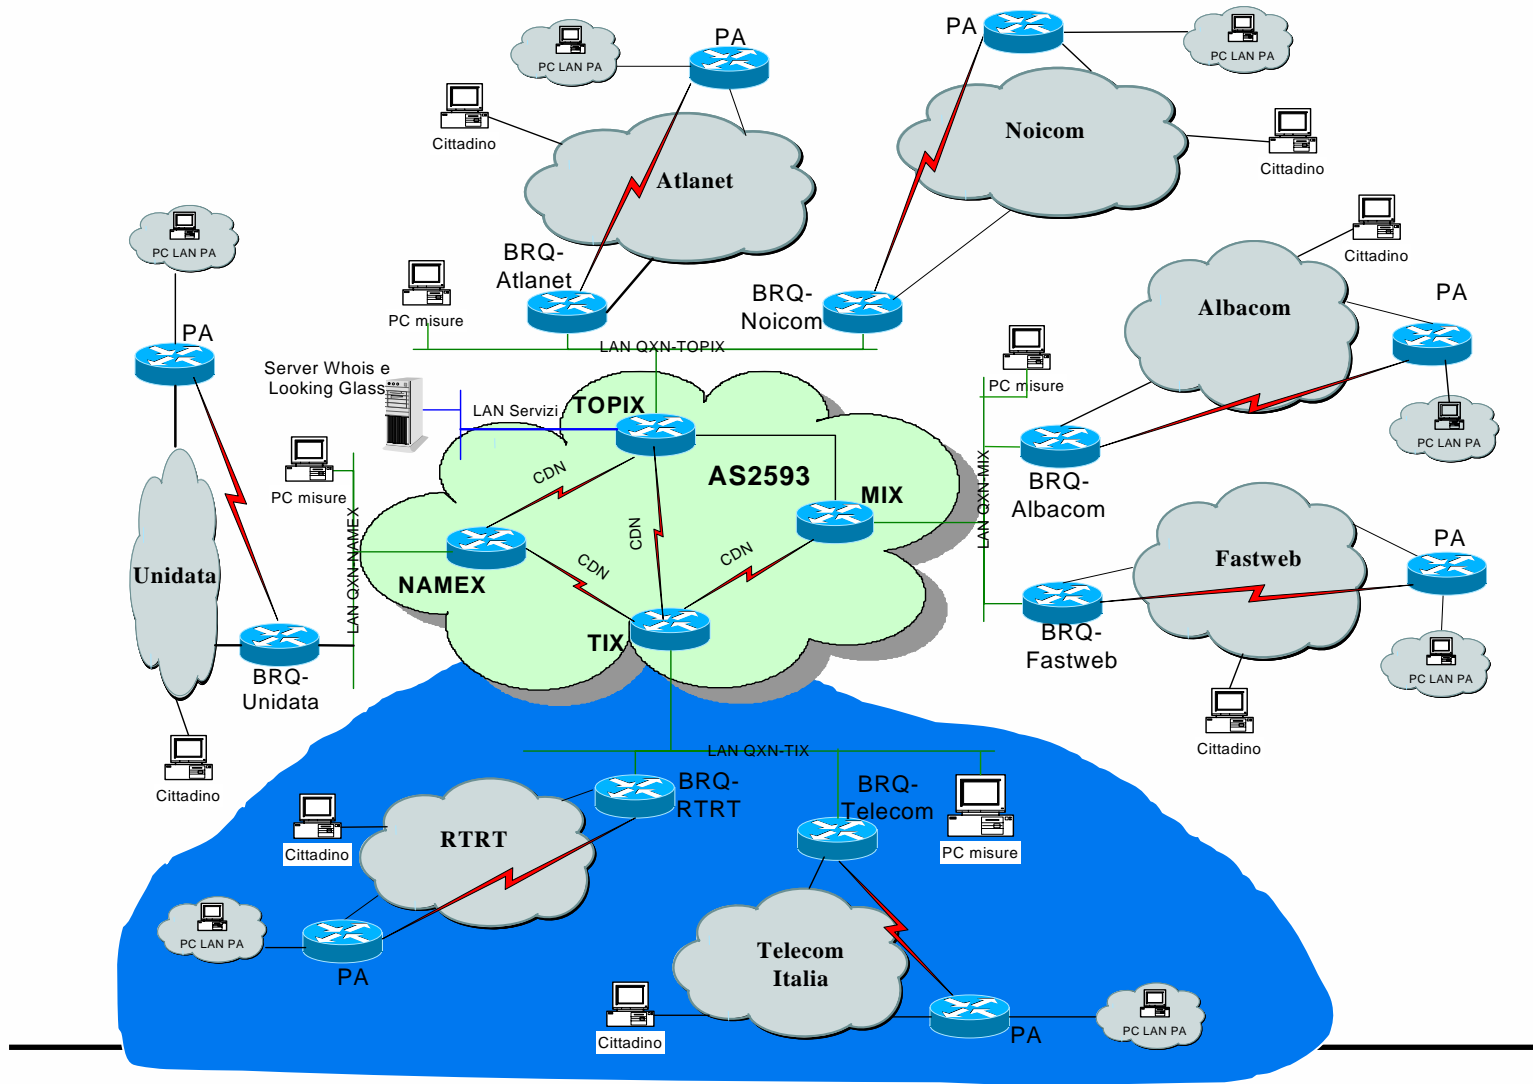 PA
PC LAN PA
Cittadino
Atlanet
BRQ-
Atlanet
PA
PC LAN PA
Noicom
Cittadino
BRQ-
Noicom
PC misure
LAN QXN-TOPIX
PC LAN PA
PA
Unidata
BRQ-
Unidata
Cittadino
PC misure
LAN QXN-NAMEX
Server Whois e
Looking Glass
LAN Servizi
TOPIX
AS2593
MIX
NAMEX
TIX
CDN
CDN
CDN
CDN
Cittadino
Albacom
PA
PC misure
LAN QXN-MIX
BRQ-
Albacom
PC LAN PA
Fastweb
PA
BRQ-
Fastweb
PC LAN PA
Cittadino
LAN QXN-TIX
BRQ-
RTRT
BRQ-
Telecom
PC misure
Cittadino
RTRT
PC LAN PA
PA
Telecom
Italia
Cittadino
PA
PC LAN PA